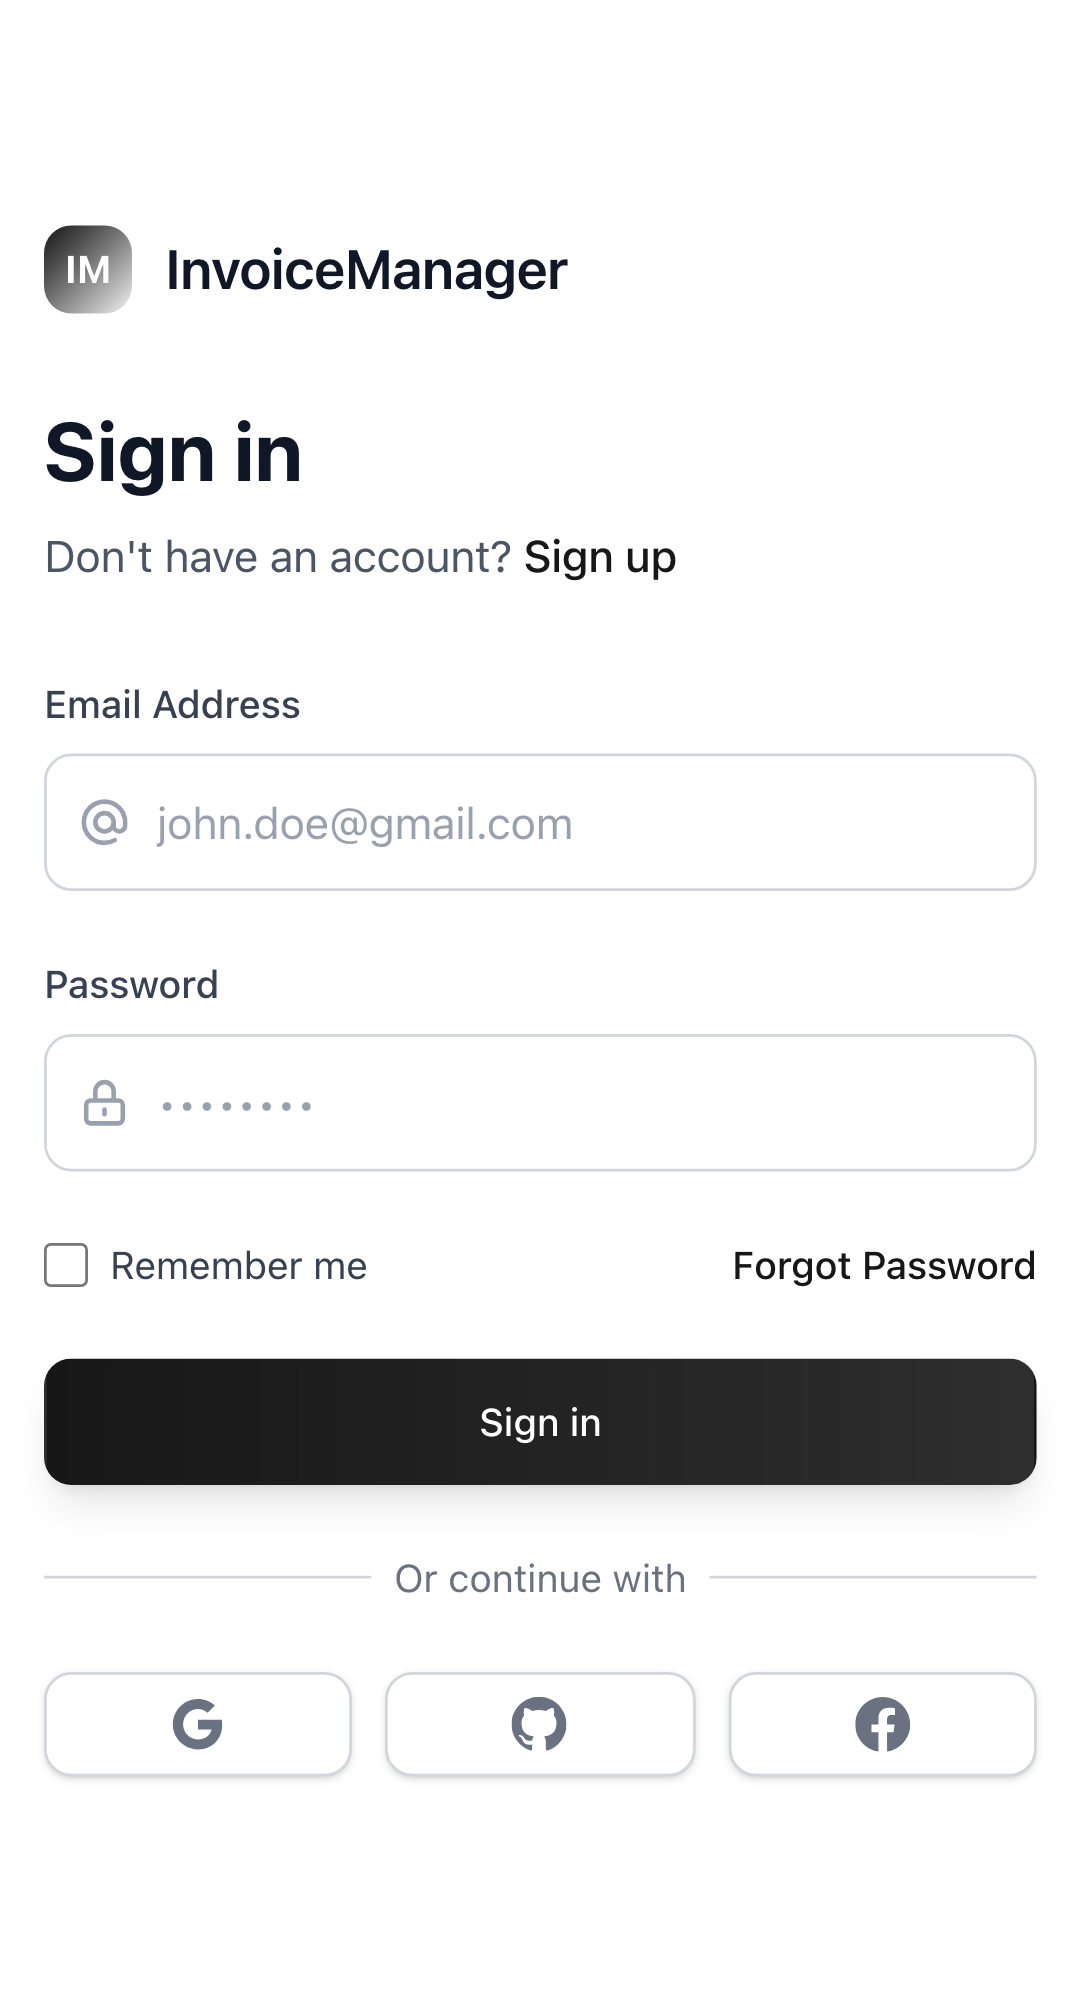 IM InvoiceManager
Sign in
Don't have an account? Sign up
Email Address
john.doe@gmail.com
Password
••••••••
Remember me Forgot Password
Sign in
Or continue with